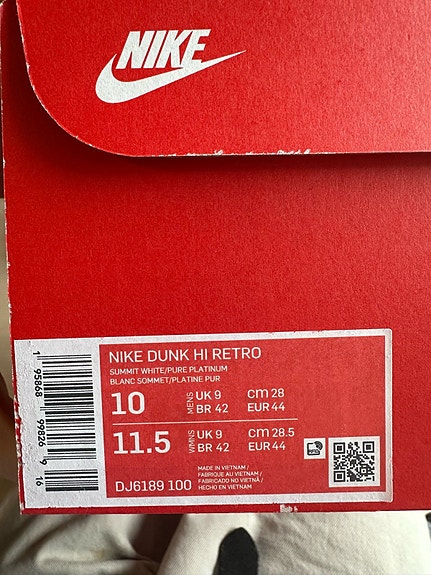 NIKE
NIKE DUNK HI RETRO
SUMMIT WHITE/PURE PLATINUM
BLANC SOMMET/PLATINE PUR
10 MENS UK 9 CM 28
BR 42 EUR 44
11.5 WMNS UK 9 CM 28.5
BR 42 EUR 44
MADE IN VIETNAM /
FABRIQUE AU VIETNAM /
FABRICADO NO VIETNÃ /
HECHO EN VIETNAM
DJ6189 100
1 95868 99826 9 16